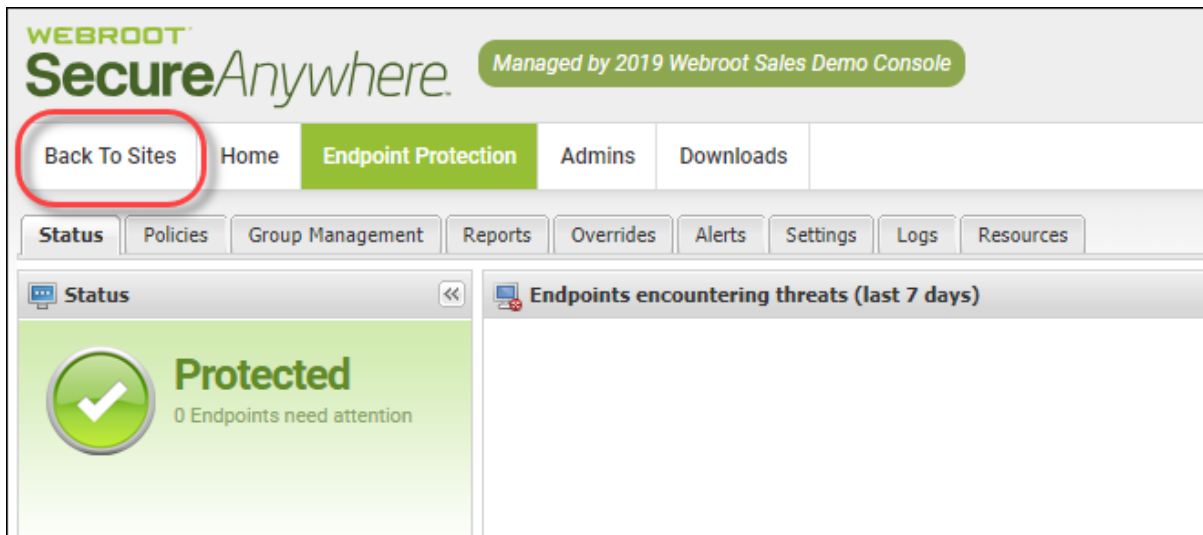 WEBROOT
SecureAnywhere.
Managed by 2019 Webroot Sales Demo Console
Back To Sites Home Endpoint Protection Admins Downloads
Status Policies Group Management Reports Overrides Alerts Settings Logs Resources
Status
Endpoints encountering threats (last 7 days)
Protected
0 Endpoints need attention